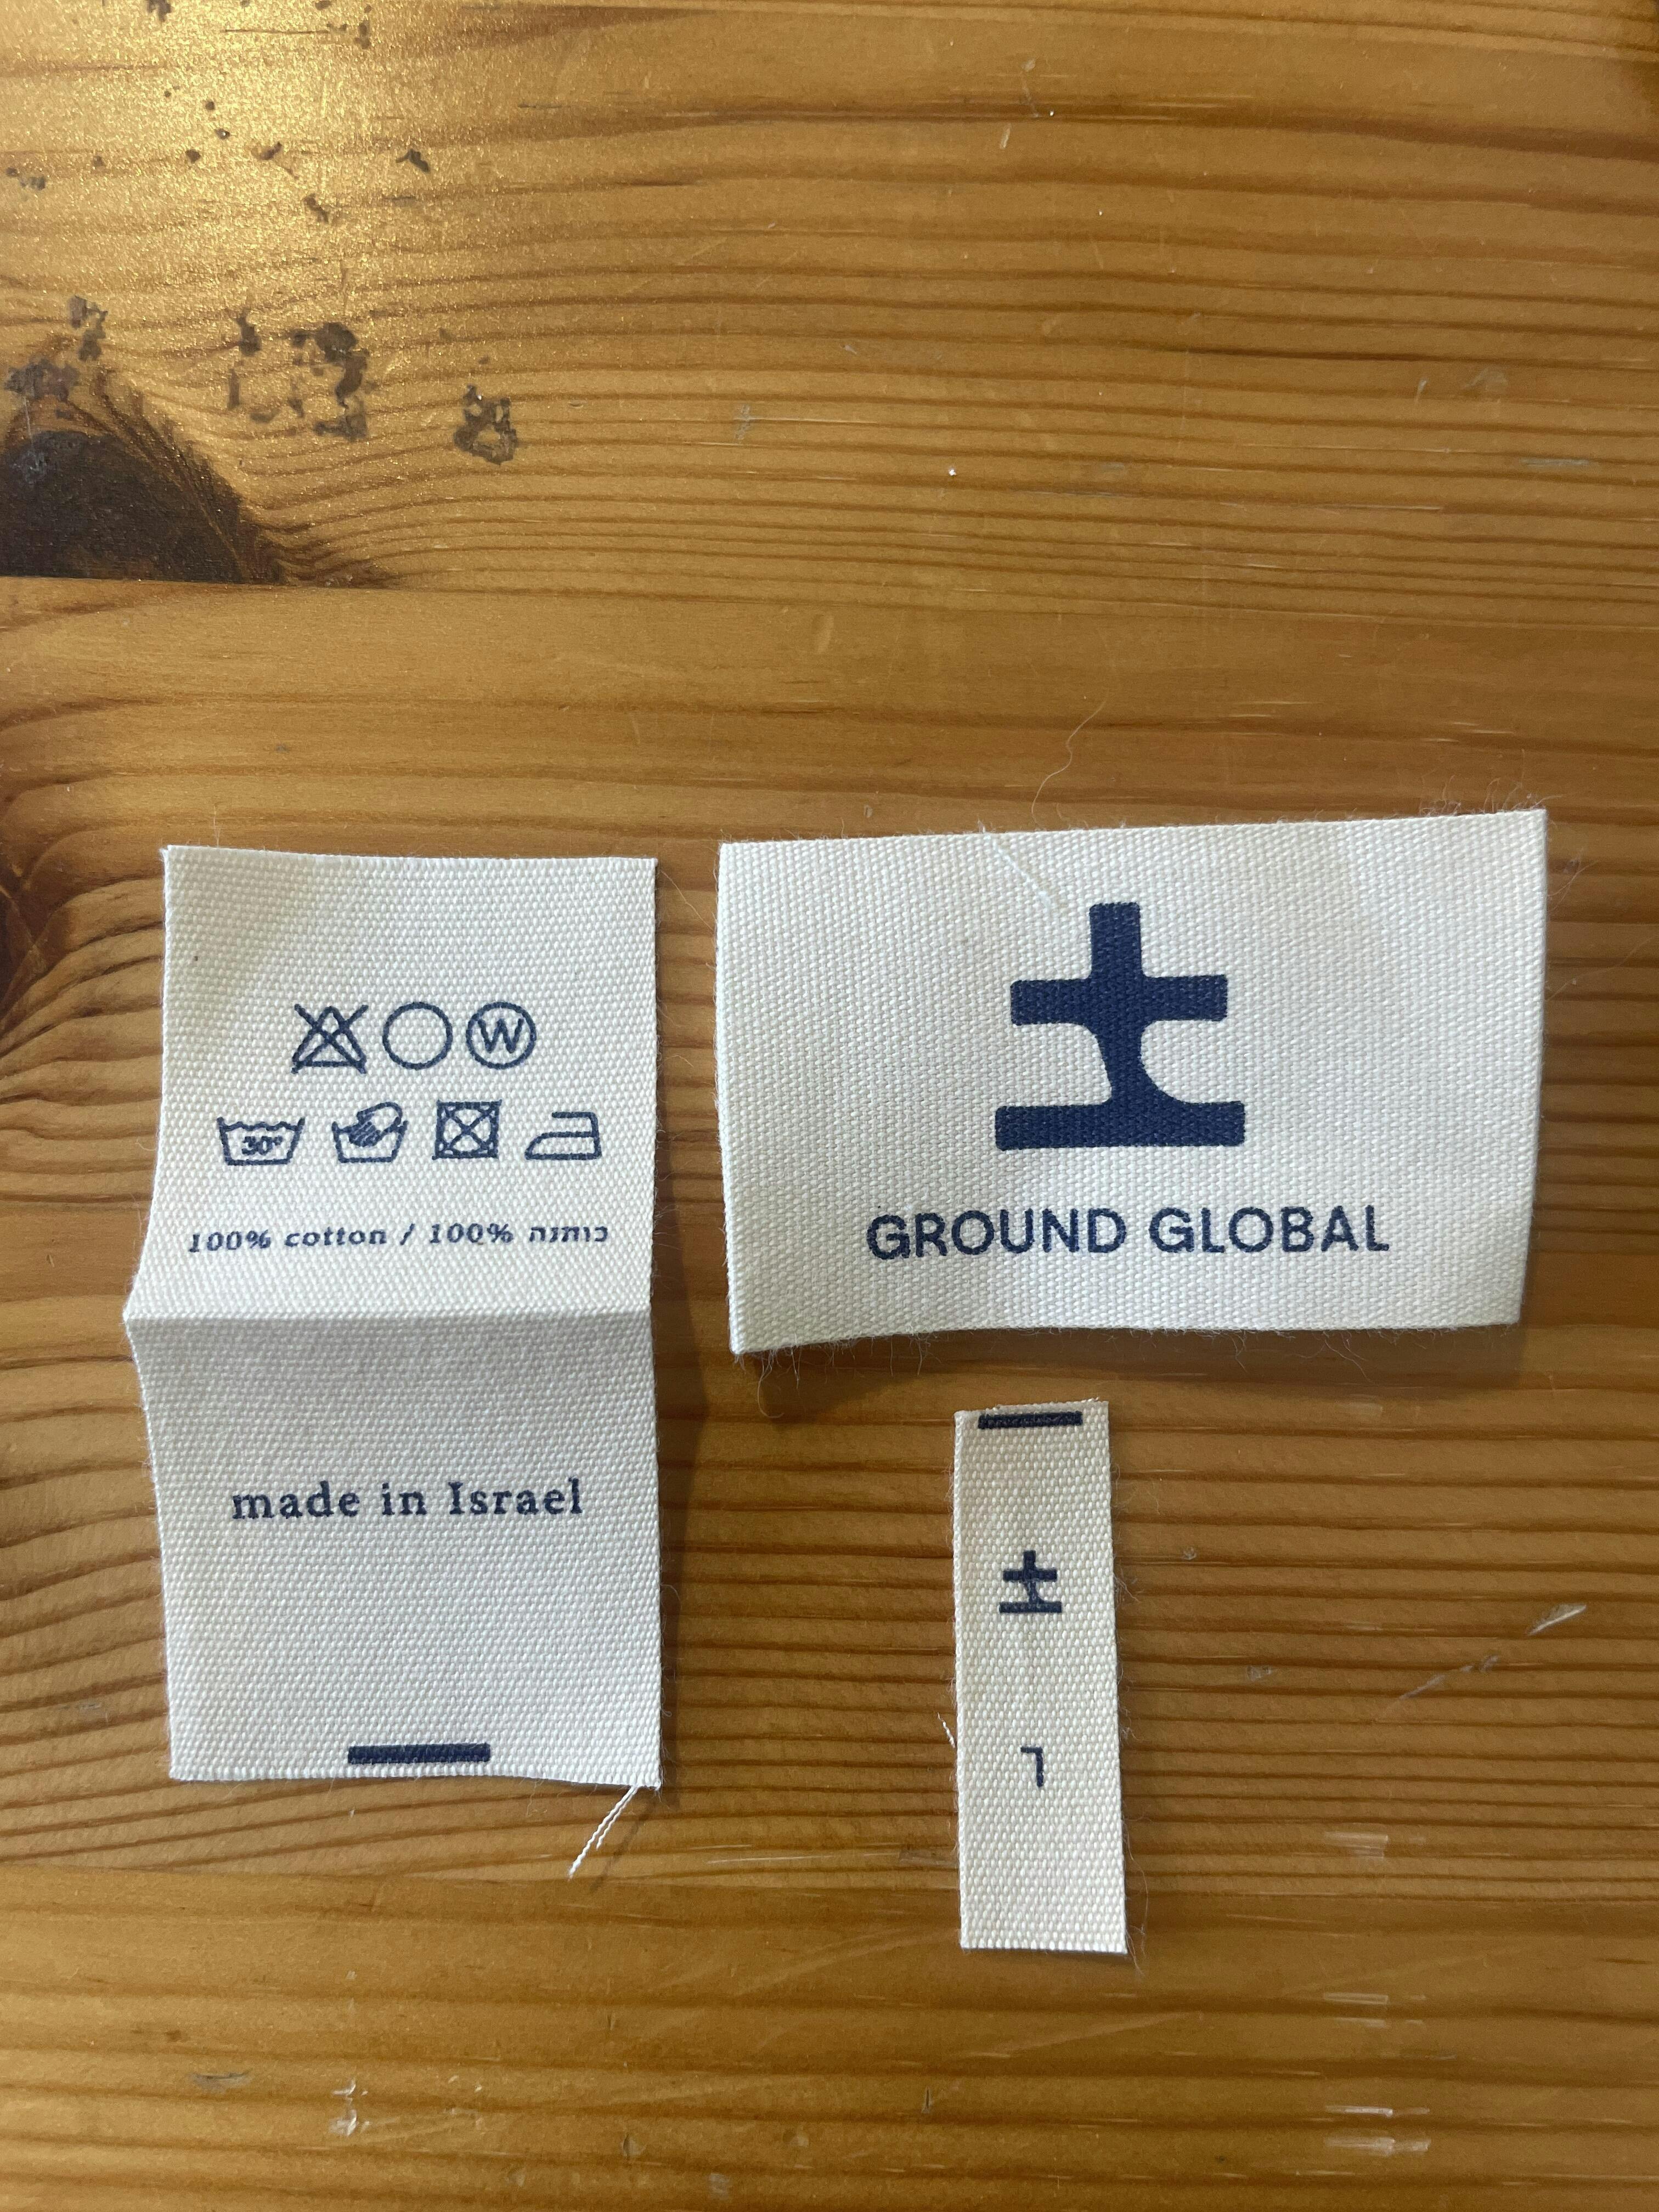 W
30°
100% cotton / 100% כותנה
made in Israel
GROUND GLOBAL
L